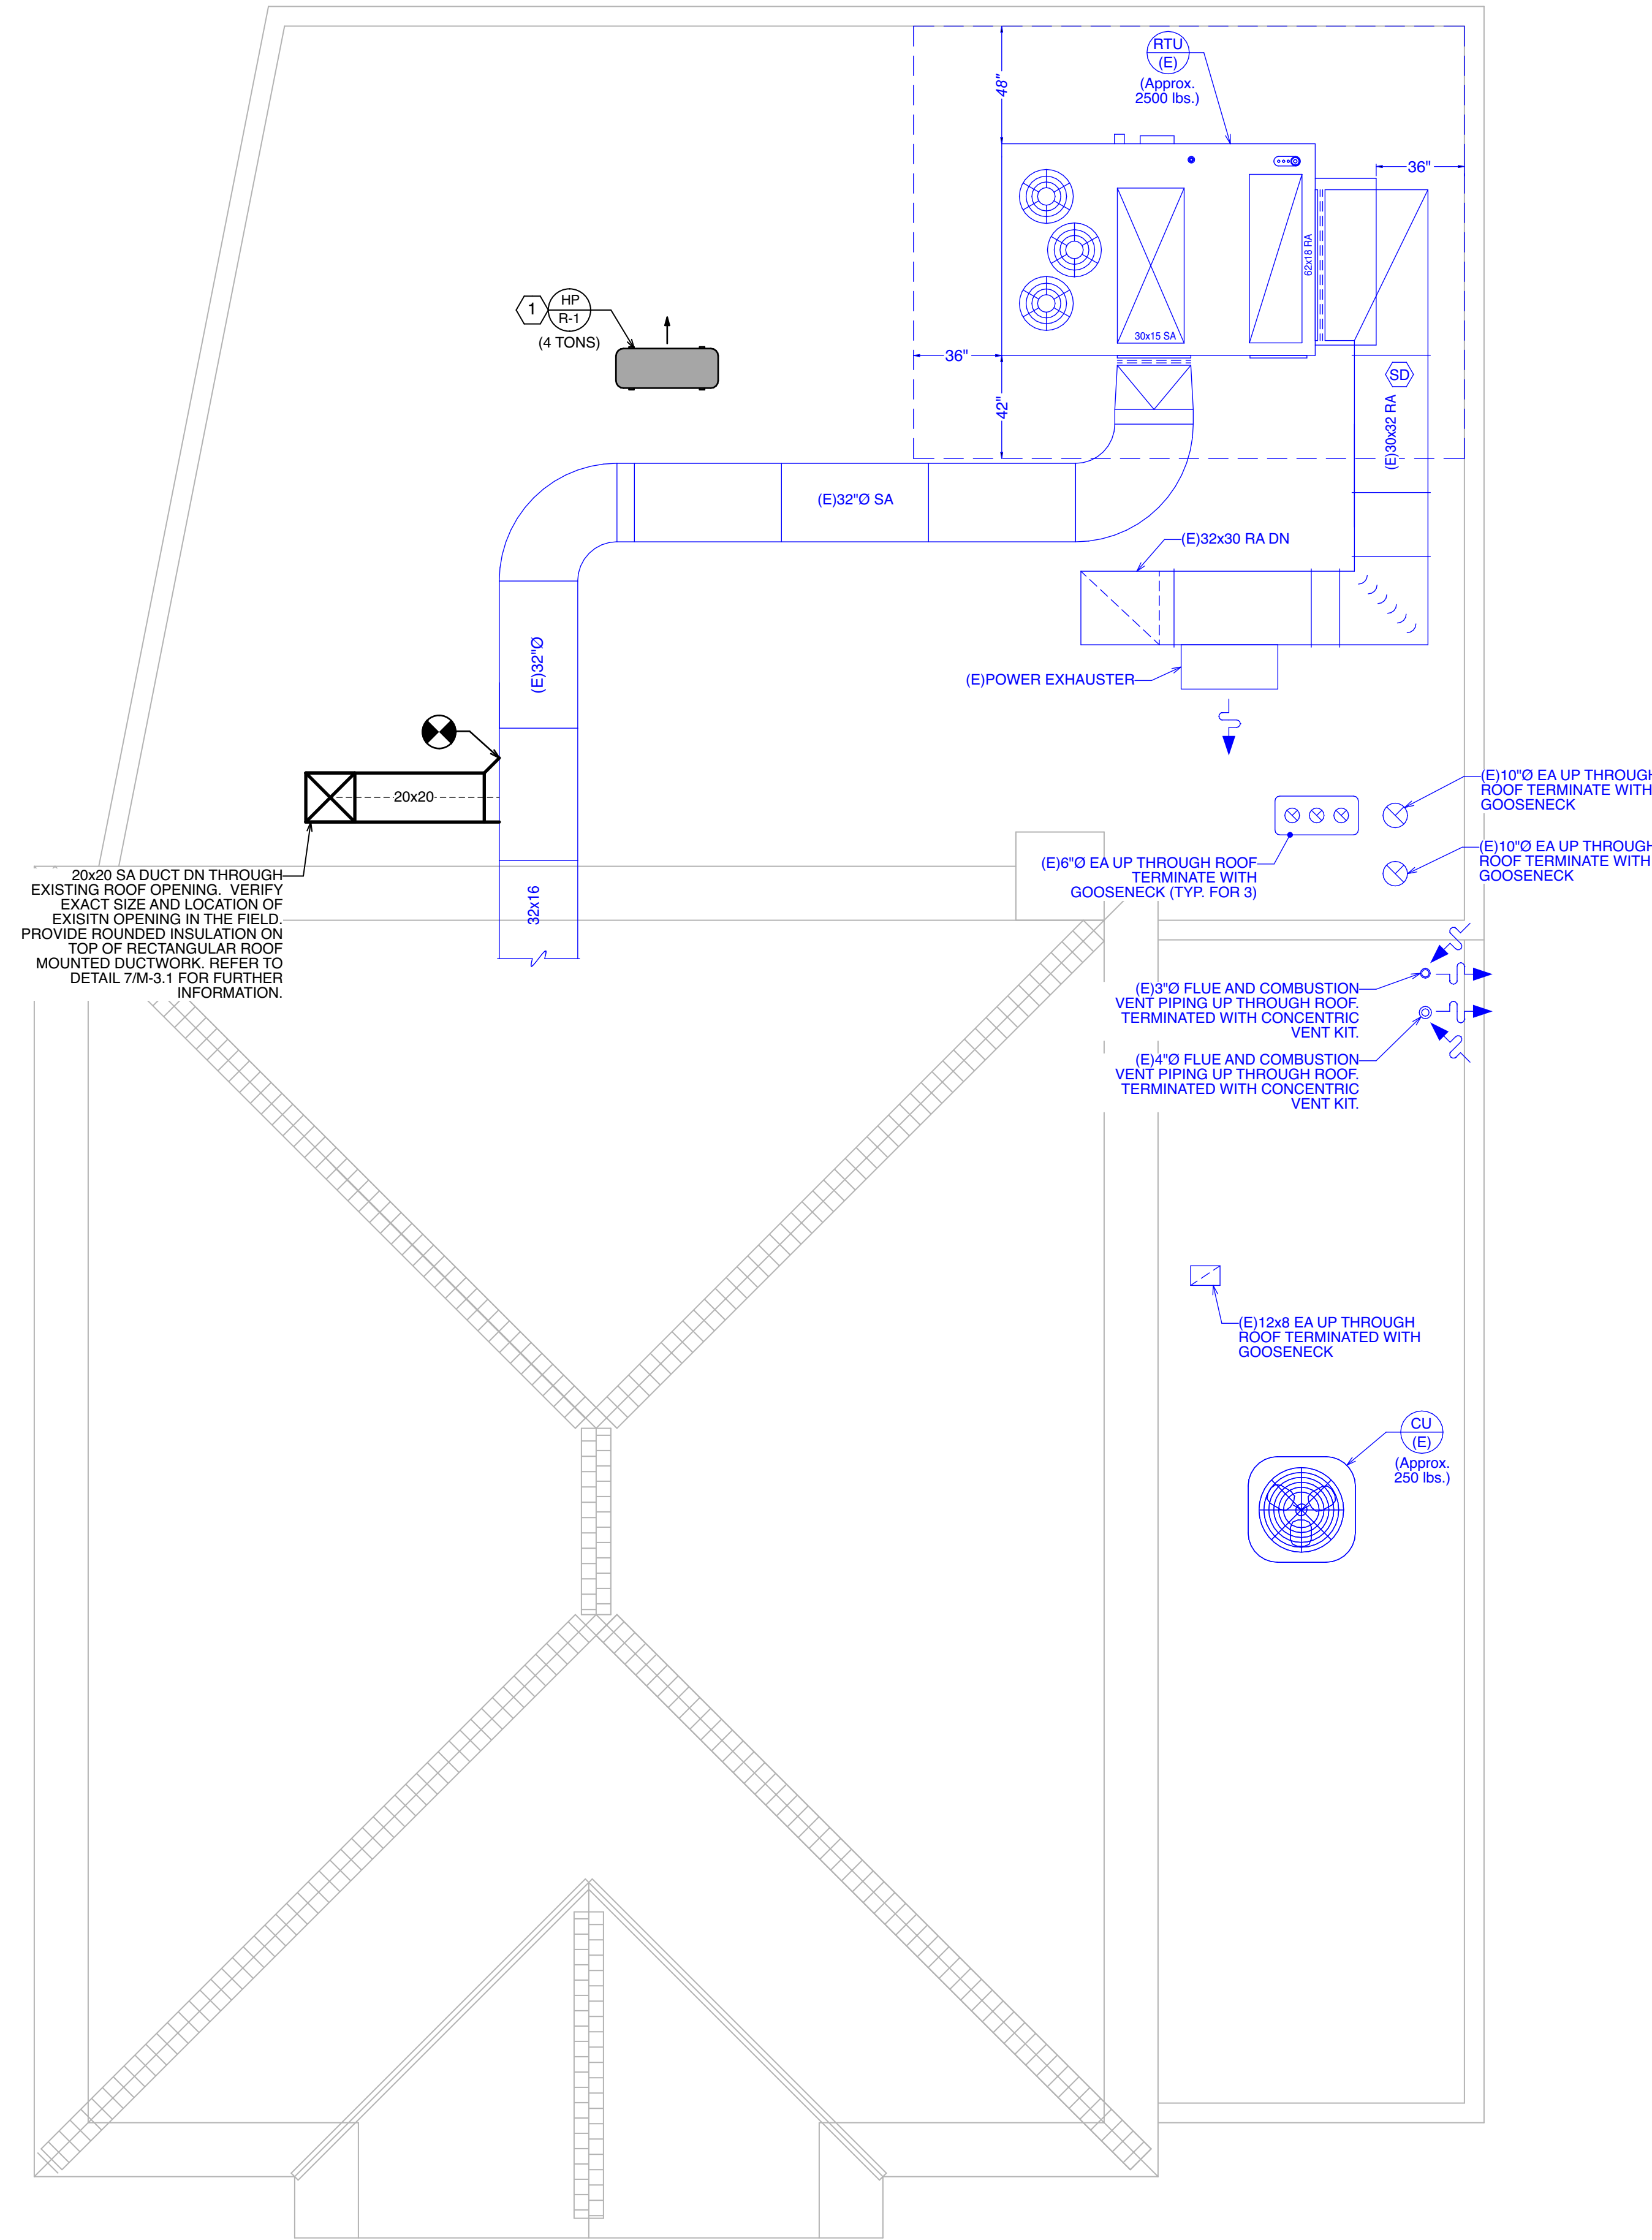 RTU
(E)
(Approx.
2500 lbs.)
48"
36"
62x18 RA
30x15 SA
1
HP
R-1
(4 TONS)
36"
42"
SD
(E)30x32 RA
(E)32"Ø SA
(E)32x30 RA DN
(E)32"Ø
(E)POWER EXHAUSTER
20x20
(E)10"Ø EA UP THROUGH
ROOF TERMINATE WITH
GOOSENECK
(E)10"Ø EA UP THROUGH
ROOF TERMINATE WITH
GOOSENECK
(E)6"Ø EA UP THROUGH ROOF
TERMINATE WITH
GOOSENECK (TYP. FOR 3)
20x20 SA DUCT DN THROUGH
EXISTING ROOF OPENING. VERIFY
EXACT SIZE AND LOCATION OF
EXISITN OPENING IN THE FIELD.
PROVIDE ROUNDED INSULATION ON
TOP OF RECTANGULAR ROOF
MOUNTED DUCTWORK. REFER TO
DETAIL 7/M-3.1 FOR FURTHER
INFORMATION.
32x16
(E)3"Ø FLUE AND COMBUSTION
VENT PIPING UP THROUGH ROOF.
TERMINATED WITH CONCENTRIC
VENT KIT.
(E)4"Ø FLUE AND COMBUSTION
VENT PIPING UP THROUGH ROOF.
TERMINATED WITH CONCENTRIC
VENT KIT.
(E)12x8 EA UP THROUGH
ROOF TERMINATED WITH
GOOSENECK
CU
(E)
(Approx.
250 lbs.)